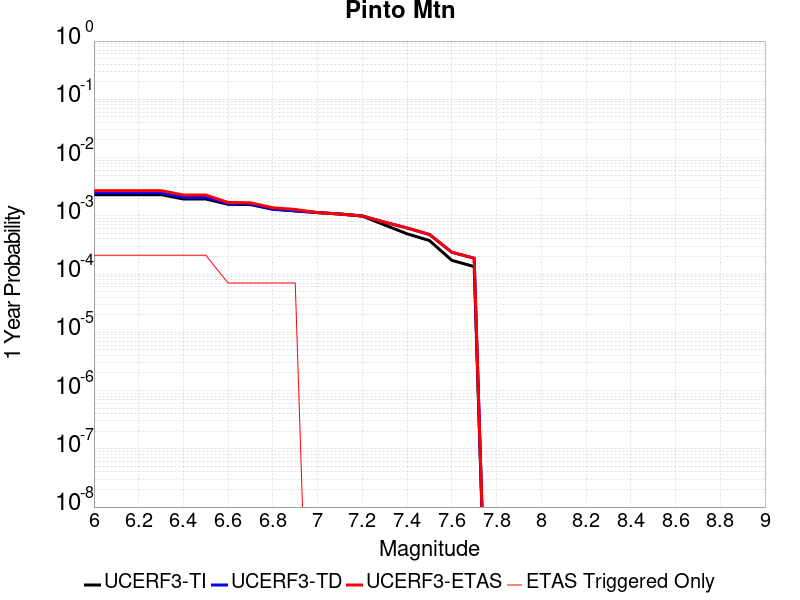 Pinto Mtn
10^0
10^-1
10^-2
10^-3
10^-4
10^-5
10^-6
10^-7
10^-8
1 Year Probability
6 6.2 6.4 6.6 6.8 7 7.2 7.4 7.6 7.8 8 8.2 8.4 8.6 8.8 9
Magnitude
UCERF3-TI UCERF3-TD UCERF3-ETAS ETAS Triggered Only